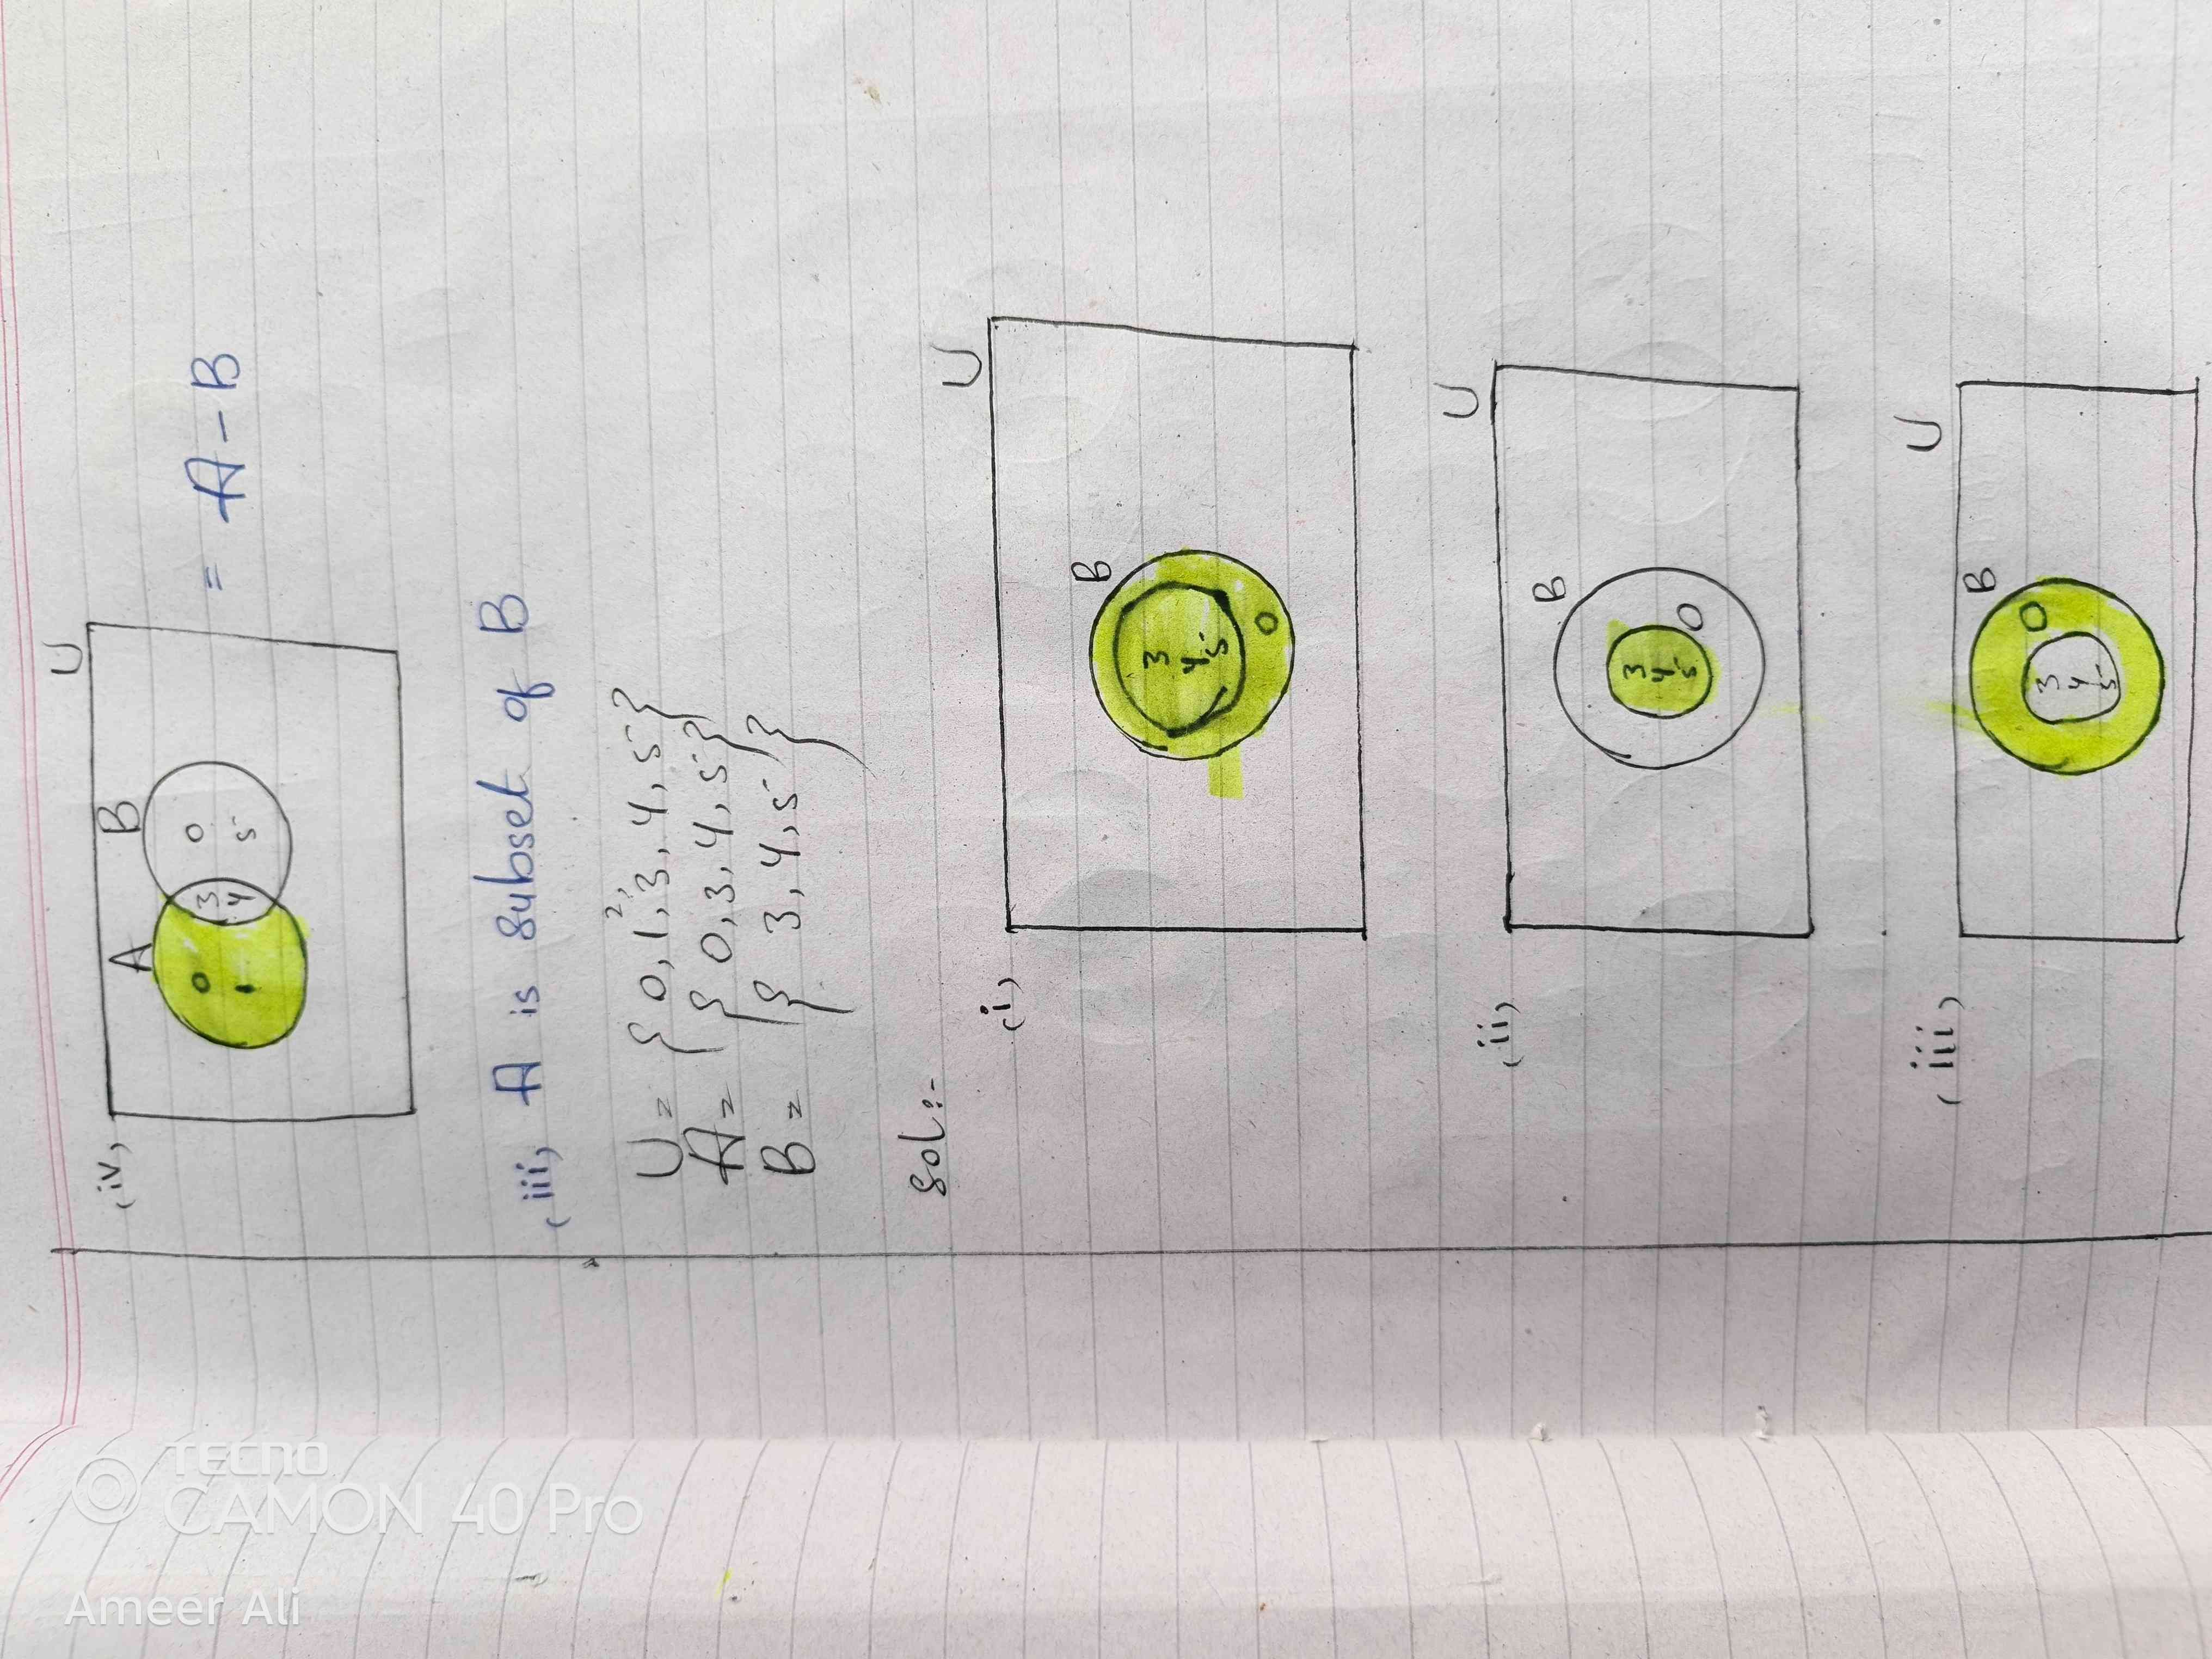 U
(iv)
A B
0 3 0
1 4 5
= A - B
(iii) A is subset of B
2,
U = { 0, 1, 3, 4, 5 }
A = { 0, 3, 4, 5 }
B = { 3, 4, 5 }
sol:-
U
(i)
B
3
4
5
0
U
(ii)
B
3
4
5 0
U
(iii)
B
0
3
4
5
TECNO
CAMON 40 Pro
Ameer Ali